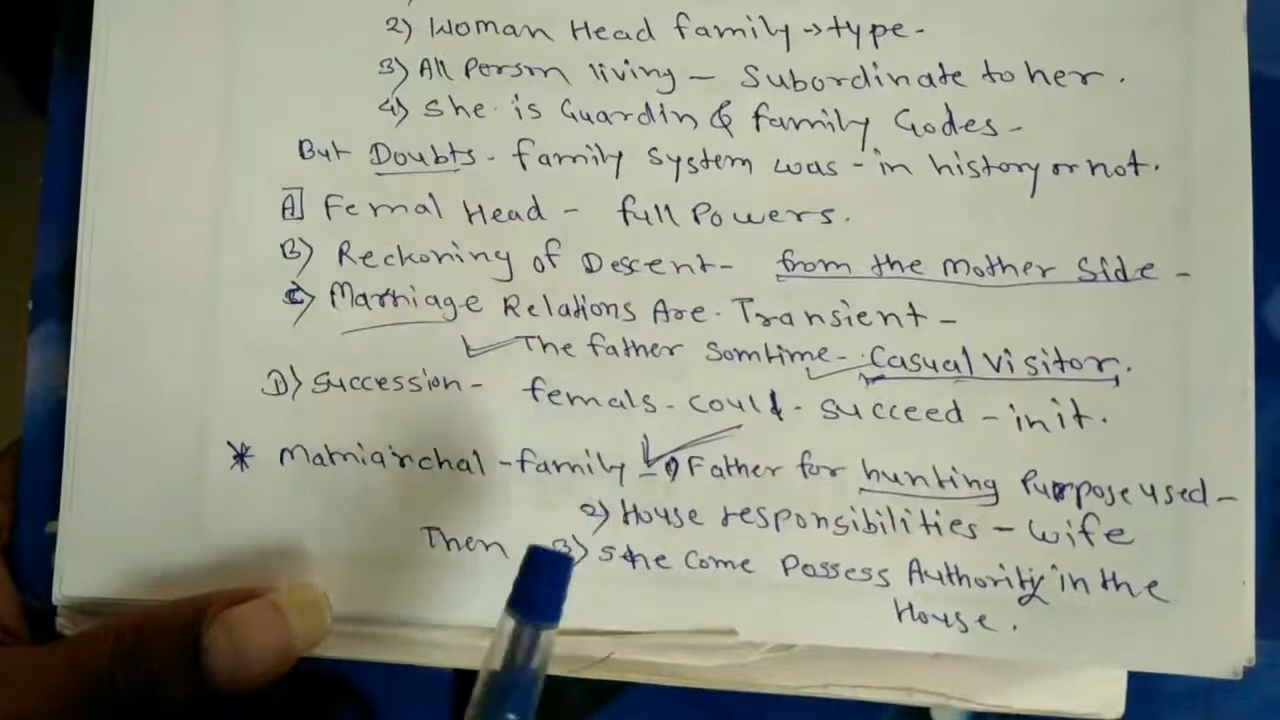 2) Woman Head family → type -
3) All Person living - Subordinate to her.
4) She is Guardin & family Godes -
But Doubts - family system was - in history or not.
A) Femal Head - full Powers.
B) Reckoning of Descent - from the mother Side -
C) Marriage Relations Are Transient -
The father Somtime - Casual Visitor.
D) Succession - femals - could - succeed - in it.
* Matriarchal - family - 1) Father for hunting Purpose used -
2) House responsibilities - wife
Then 3) She Come Possess Authority in the
House.